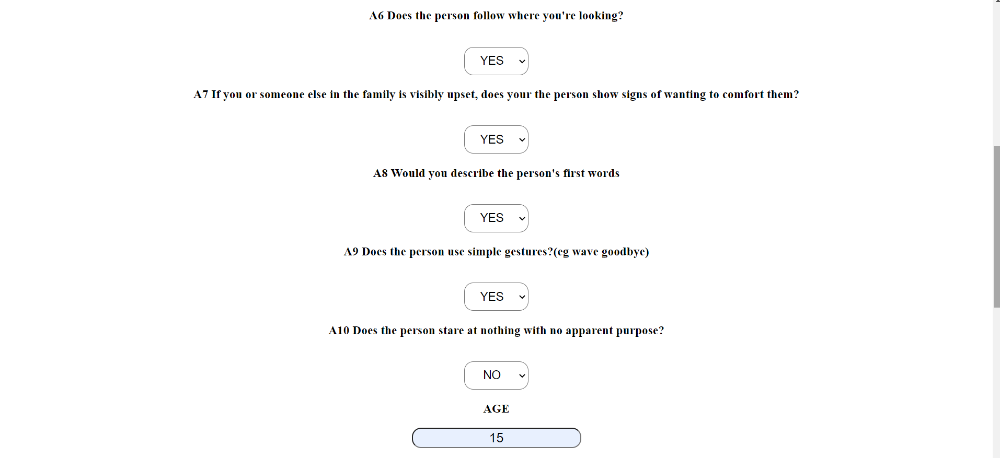 A6 Does the person follow where you're looking?
YES
A7 If you or someone else in the family is visibly upset, does your the person show signs of wanting to comfort them?
YES
A8 Would you describe the person's first words
YES
A9 Does the person use simple gestures?(eg wave goodbye)
YES
A10 Does the person stare at nothing with no apparent purpose?
NO
AGE
15